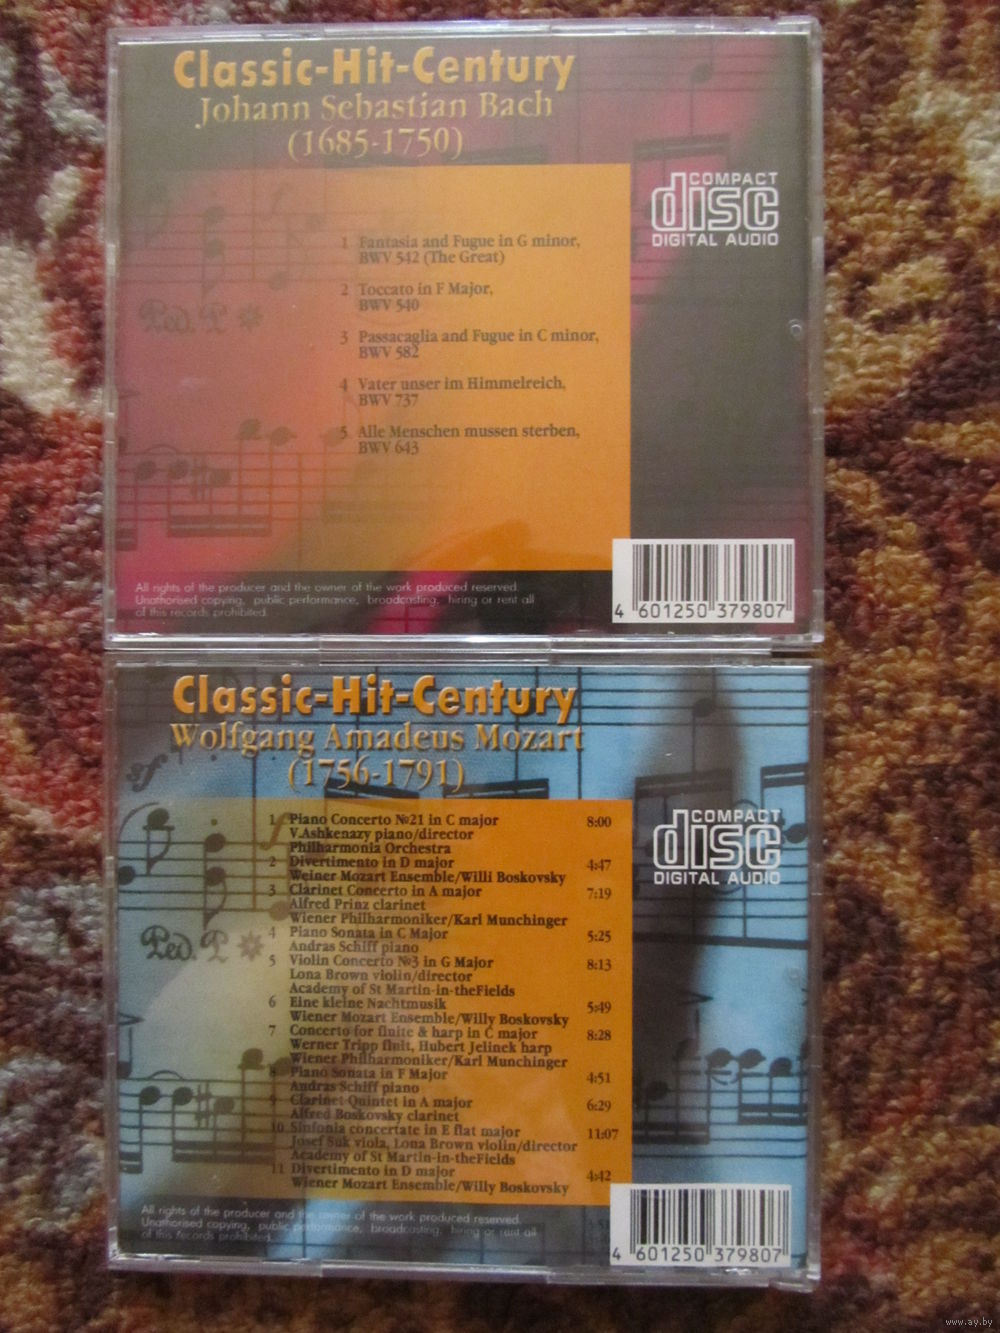 Classic-Hit-Century
Johann Sebastian Bach
(1685-1750)
COMPACT
disc
DIGITAL AUDIO
1 Fantasia and Fugue in G minor,
BWV 542 (The Great)
2 Toccato in F Major,
BWV 540
3 Passacaglia and Fugue in C minor,
BWV 582
4 Vater unser im Himmelreich,
BWV 737
5 Alle Menschen mussen sterben,
BWV 643
Ped. P
All rights of the producer and the owner of the work produced reserved.
Unauthorised copying, public performance, broadcasting, hiring or rent all
of this records prohibited.
4 601250 379807
Classic-Hit-Century
Wolfgang Amadeus Mozart
(1756-1791)
COMPACT
disc
DIGITAL AUDIO
sf
1 Piano Concerto №21 in C major 8:00
V.Ashkenazy piano/director
Philharmonia Orchestra
2 Divertimento in D major 4:47
Weiner Mozart Ensemble/Willi Boskovsky
3 Clarinet Concerto in A major 7:19
Alfred Prinz clarinet
Wiener Philharmoniker/Karl Munchinger
4 Piano Sonata in C Major 5:25
Andras Schiff piano
5 Violin Concerto №3 in G Major 8:13
Lona Brown violin/director
Academy of St Martin-in-theFields
6 Eine kleine Nachtmusik 5:49
Wiener Mozart Ensemble/Willy Boskovsky
7 Concerto for fluite & harp in C major 8:28
Werner Tripp fluit, Hubert Jelinek harp
Wiener Philharmoniker/Karl Munchinger
8 Piano Sonata in F Major 4:51
Andras Schiff piano
9 Clarinet Quintet in A major 6:29
Alfred Boskovsky clarinet
10 Sinfonia concertate in E flat major 11:07
Josef Suk viola, Lona Brown violin/director
Academy of St Martin-in-theFields
11 Divertimento in D major 4:42
Wiener Mozart Ensemble/Willy Boskovsky
Ped. P
All rights of the producer and the owner of the work produced reserved.
Unauthorised copying, public performance, broadcasting, hiring or rent all
of this records prohibited.
4 601250 379807
www.ay.by